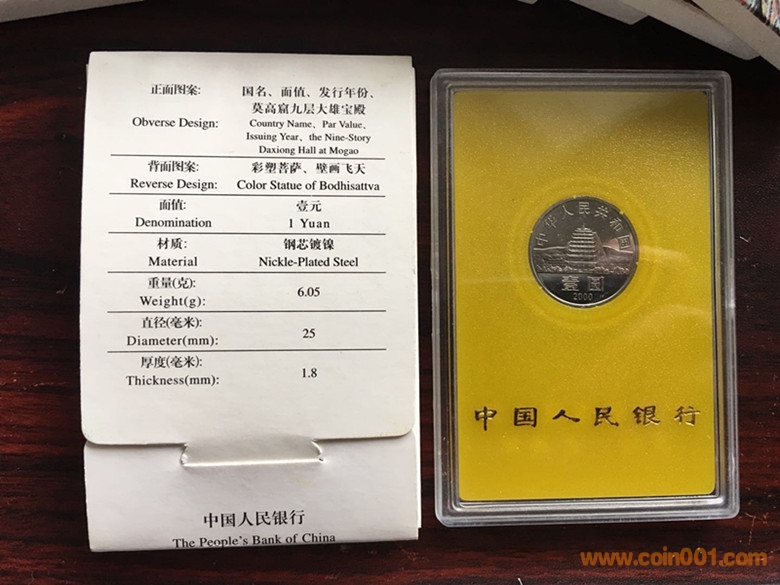 正面图案: 国名、面值、发行年份、
莫高窟九层大雄宝殿
Obverse Design: Country Name、Par Value、
Issuing Year、the Nine-Story
Daxiong Hall at Mogao
背面图案: 彩塑菩萨、壁画飞天
Reverse Design: Color Statue of Bodhisattva
面值: 壹元
Denomination 1 Yuan
材质: 钢芯镀镍
Material Nickle-Plated Steel
重量(克):
Weight(g): 6.05
直径(毫米):
Diameter(mm): 25
厚度(毫米):
Thickness(mm): 1.8
中国人民银行
The People's Bank of China
中华人民共和国
壹圆
2000
中国人民银行
www.coin001.com